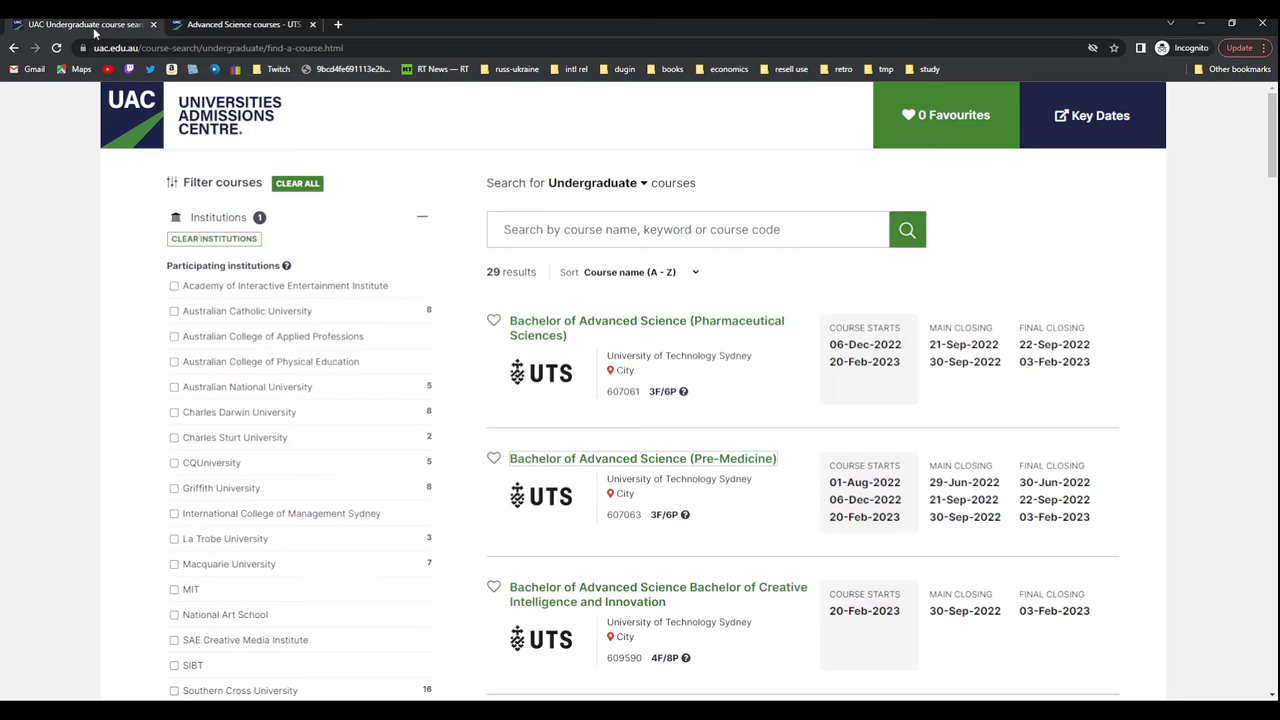 UAC Undergraduate course sear
Advanced Science courses - UTS
uac.edu.au/course-search/undergraduate/find-a-course.html
Incognito
Update
Gmail
Maps
Twitch
9bcd4fe691113e2b...
RT News — RT
russ-ukraine
intl rel
dugin
books
economics
resell use
retro
tmp
study
Other bookmarks
UAC
UNIVERSITIES
ADMISSIONS
CENTRE.
0 Favourites
Key Dates
Filter courses
CLEAR ALL
Institutions 1
CLEAR INSTITUTIONS
Participating institutions
Academy of Interactive Entertainment Institute
Australian Catholic University 8
Australian College of Applied Professions
Australian College of Physical Education
Australian National University 5
Charles Darwin University 8
Charles Sturt University 2
CQUniversity 5
Griffith University 8
International College of Management Sydney
La Trobe University 3
Macquarie University 7
MIT
National Art School
SAE Creative Media Institute
SIBT
Southern Cross University 16
Search for Undergraduate courses
Search by course name, keyword or course code
29 results Sort Course name (A - Z)
Bachelor of Advanced Science (Pharmaceutical
Sciences)
UTS
University of Technology Sydney
City
607061 3F/6P
COURSE STARTS MAIN CLOSING FINAL CLOSING
06-Dec-2022 21-Sep-2022 22-Sep-2022
20-Feb-2023 30-Sep-2022 03-Feb-2023
Bachelor of Advanced Science (Pre-Medicine)
UTS
University of Technology Sydney
City
607063 3F/6P
COURSE STARTS MAIN CLOSING FINAL CLOSING
01-Aug-2022 29-Jun-2022 30-Jun-2022
06-Dec-2022 21-Sep-2022 22-Sep-2022
20-Feb-2023 30-Sep-2022 03-Feb-2023
Bachelor of Advanced Science Bachelor of Creative
Intelligence and Innovation
UTS
University of Technology Sydney
City
609590 4F/8P
COURSE STARTS MAIN CLOSING FINAL CLOSING
20-Feb-2023 30-Sep-2022 03-Feb-2023